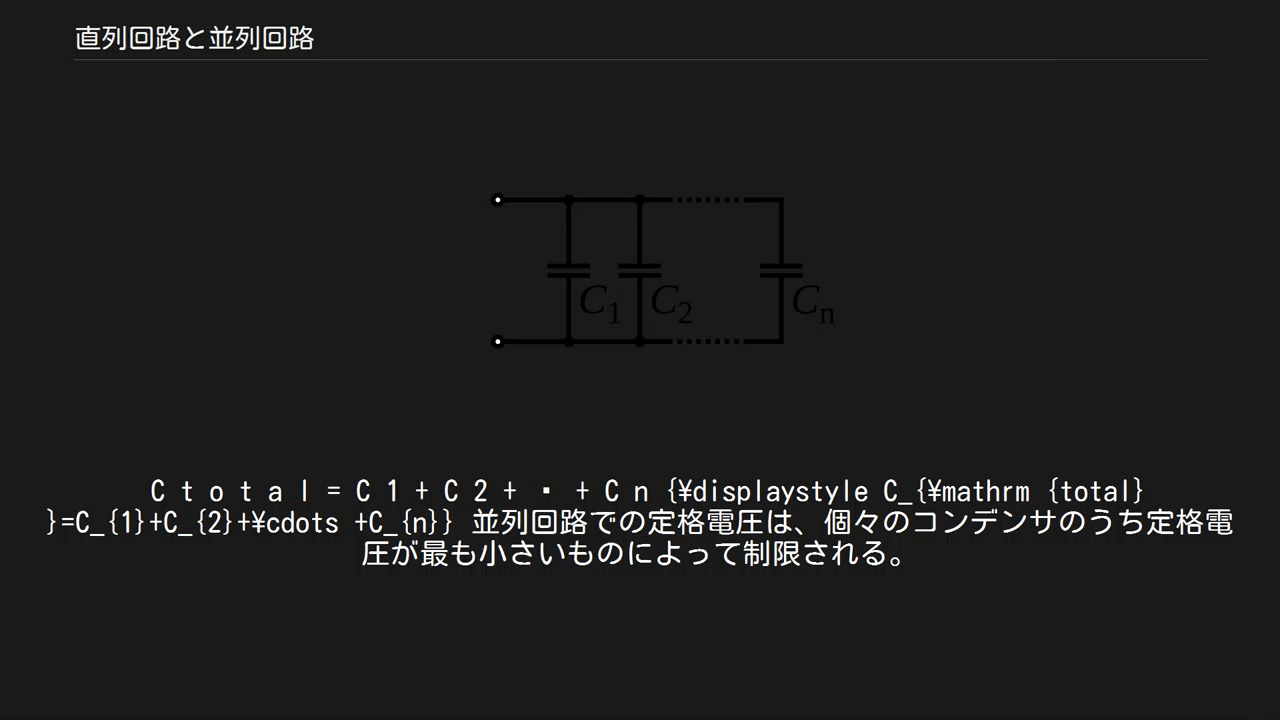 直列回路と並列回路
C1 C2 Cn
C t o t a l = C 1 + C 2 + ⋅ + C n {¥displaystyle C_{¥mathrm {total}
}=C_{1}+C_{2}+¥cdots +C_{n}} 並列回路での定格電圧は、個々のコンデンサのうち定格電
圧が最も小さいものによって制限される。